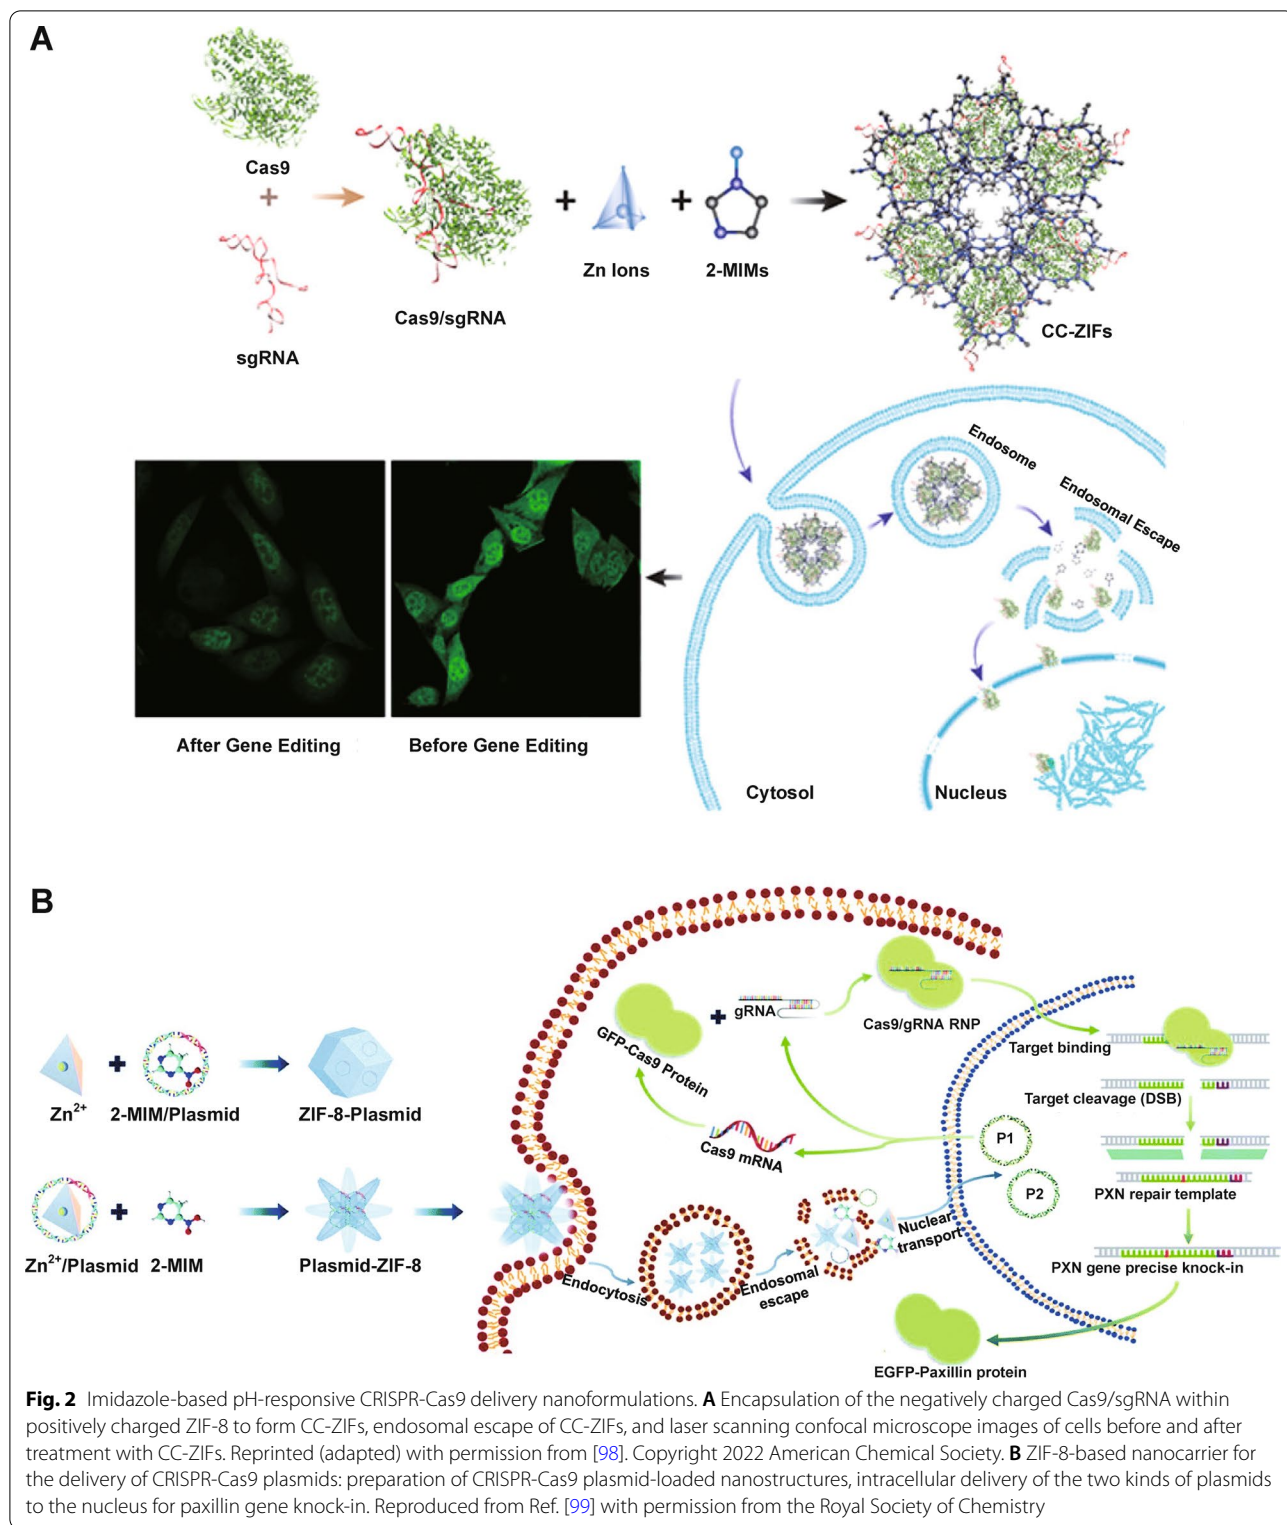 A
Cas9
+
sgRNA
Cas9/sgRNA
+
Zn Ions
+
2-MIMs
CC-ZIFs
Endosome
Endosomal Escape
After Gene Editing
Before Gene Editing
Cytosol
Nucleus
B
Zn2+
+
2-MIM/Plasmid
ZIF-8-Plasmid
Zn2+/Plasmid
+
2-MIM
Plasmid-ZIF-8
GFP-Cas9 Protein
+
gRNA
Cas9/gRNA RNP
Cas9 mRNA
Endocytosis
Endosomal
escape
Nuclear
transport
P1
P2
Target binding
Target cleavage (DSB)
PXN repair template
PXN gene precise knock-in
EGFP-Paxillin protein
Fig. 2 Imidazole-based pH-responsive CRISPR-Cas9 delivery nanoformulations. A Encapsulation of the negatively charged Cas9/sgRNA within
positively charged ZIF-8 to form CC-ZIFs, endosomal escape of CC-ZIFs, and laser scanning confocal microscope images of cells before and after
treatment with CC-ZIFs. Reprinted (adapted) with permission from [98]. Copyright 2022 American Chemical Society. B ZIF-8-based nanocarrier for
the delivery of CRISPR-Cas9 plasmids: preparation of CRISPR-Cas9 plasmid-loaded nanostructures, intracellular delivery of the two kinds of plasmids
to the nucleus for paxillin gene knock-in. Reproduced from Ref. [99] with permission from the Royal Society of Chemistry